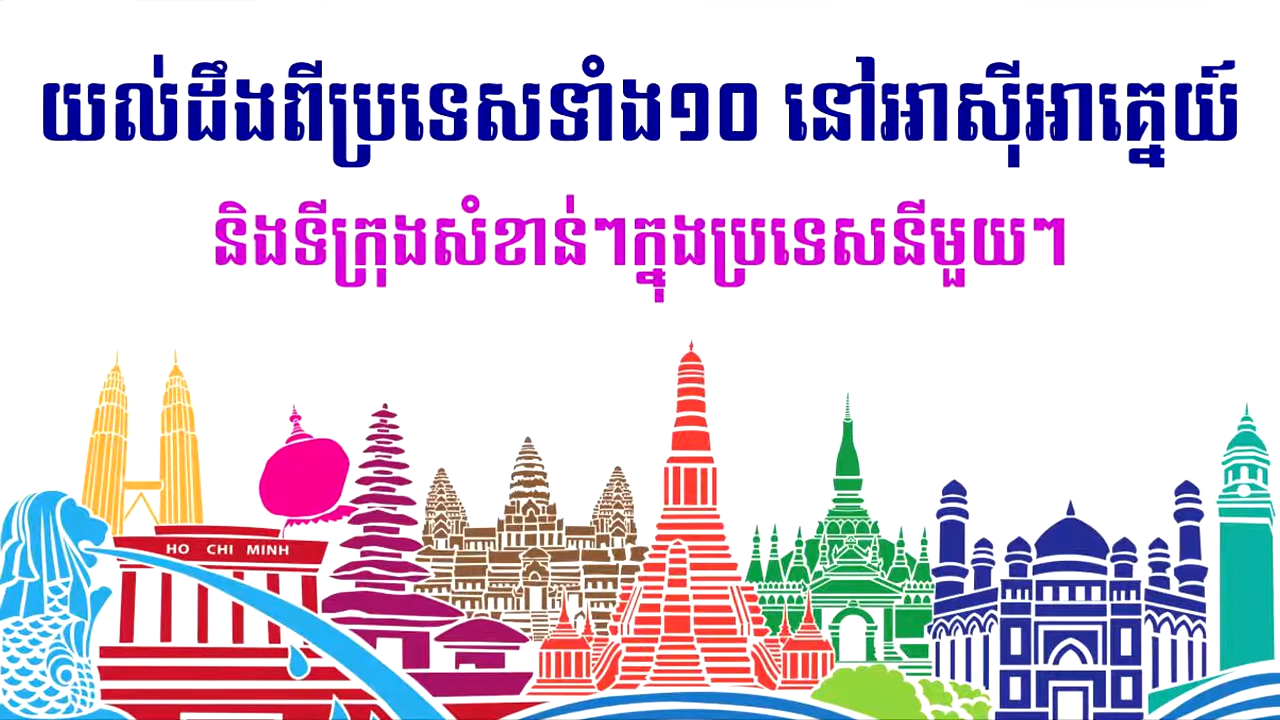 យល់ដឹងពីប្រទេសទាំង១០ នៅអាស៊ីអាគ្នេយ៍
និងទីក្រុងសំខាន់ៗក្នុងប្រទេសនីមួយៗ
HO CHI MINH